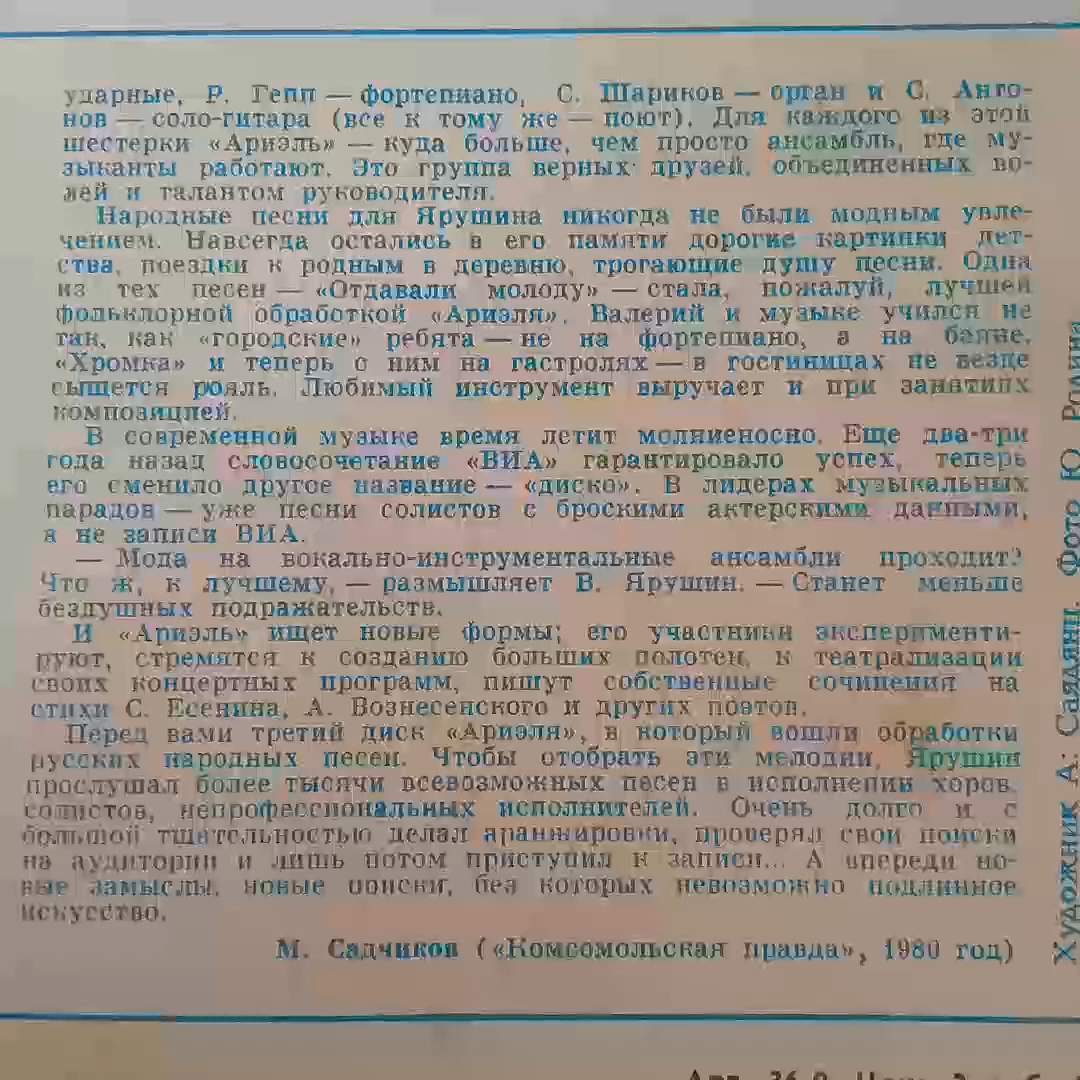 ударные, Р. Гепп — фортепиано, С. Шариков — орган и С. Анто-
нов — соло-гитара (все к тому же — поют). Для каждого из этой
шестерки «Ариэль» — куда больше, чем просто ансамбль, где му-
зыканты работают. Это группа верных друзей, объединенных во-
лей и талантом руководителя.
Народные песни для Ярушина никогда не были модным увле-
чением. Навсегда остались в его памяти дорогие картинки дет-
ства, поездки к родным в деревню, трогающие душу песни. Одна
из тех песен — «Отдавали молоду» — стала, пожалуй, лучшей
фольклорной обработкой «Ариэля». Валерий и музыке учился не
так, как «городские» ребята — не на фортепиано, а на баяне.
«Хромка» и теперь с ним на гастролях — в гостиницах не везде
сыщется рояль. Любимый инструмент выручает и при занятиях
композицией.
В современной музыке время летит молниеносно. Еще два-три
года назад словосочетание «ВИА» гарантировало успех, теперь
его сменило другое название — «диско». В лидерах музыкальных
парадов — уже песни солистов с броскими актерскими данными,
а не записи ВИА.
— Мода на вокально-инструментальные ансамбли проходит?
Что ж, к лучшему, — размышляет В. Ярушин. — Станет меньше
бездушных подражательств.
И «Ариэль» ищет новые формы; его участники эксперименти-
руют, стремятся к созданию больших полотен, к театрализации
своих концертных программ, пишут собственные сочинения на
стихи С. Есенина, А. Вознесенского и других поэтов.
Перед вами третий диск «Ариэля», в который вошли обработки
русских народных песен. Чтобы отобрать эти мелодии, Ярушин
прослушал более тысячи всевозможных песен в исполнении хоров,
солистов, непрофессиональных исполнителей. Очень долго и с
большой тщательностью делал аранжировки, проверял свои поиски
на аудитории и лишь потом приступил к записи... А впереди но-
вые замыслы, новые поиски, без которых невозможно подлинное
искусство.
М. Садчиков («Комсомольская правда», 1980 год)
Художник А. Саядянц. Фото Ю. Родина